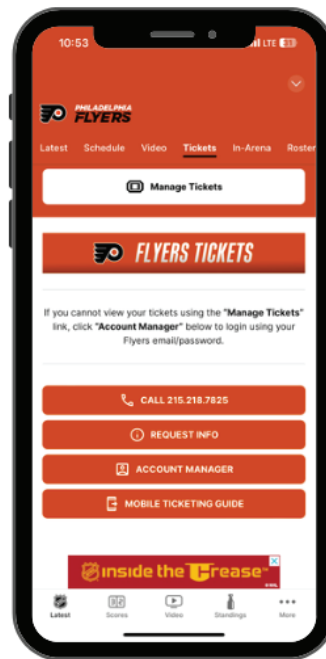 10:53
LTE 31
PHILADELPHIA
FLYERS
Latest Schedule Video Tickets In-Arena Roster
Manage Tickets
FLYERS TICKETS
If you cannot view your tickets using the "Manage Tickets"
link, click "Account Manager" below to login using your
Flyers email/password.
CALL 215.218.7825
REQUEST INFO
ACCOUNT MANAGER
MOBILE TICKETING GUIDE
inside the Crease
Latest Scores Video Standings More